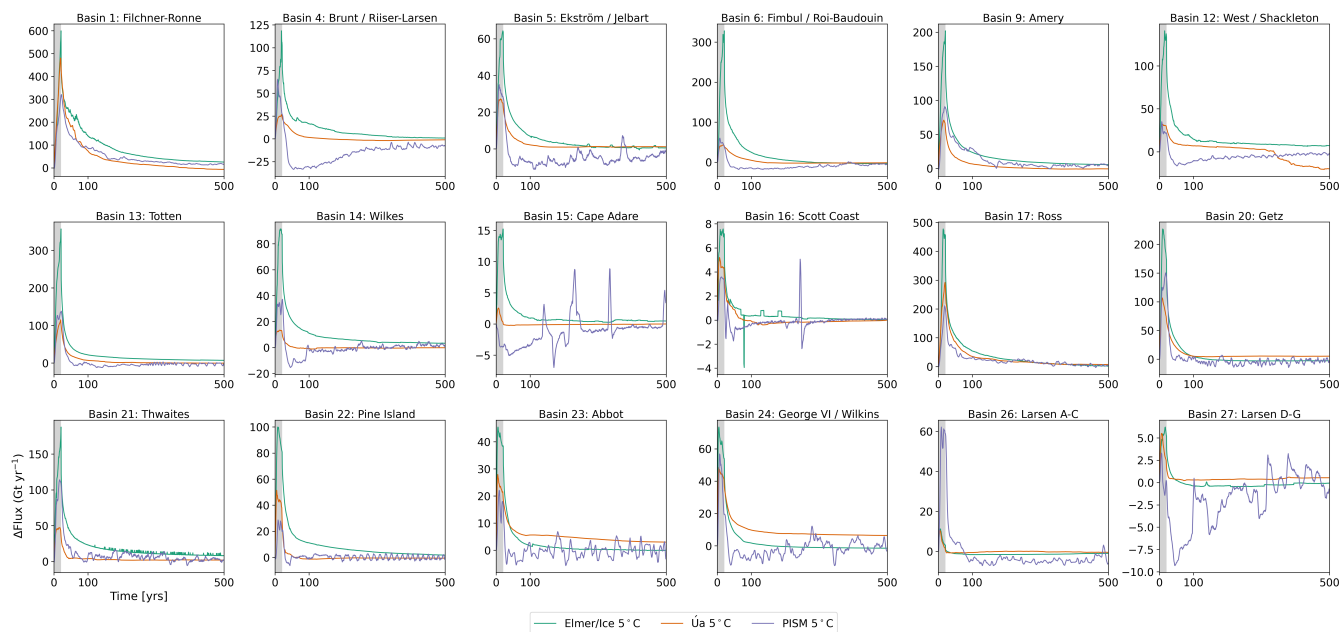 Basin 1: Filchner-Ronne
Basin 4: Brunt / Riiser-Larsen
Basin 5: Ekström / Jelbart
Basin 6: Fimbul / Roi-Baudouin
Basin 9: Amery
Basin 12: West / Shackleton
600
500
400
300
200
100
0
0 100 500
125
100
75
50
25
0
−25
0 100 500
60
40
20
0
0 100 500
300
200
100
0
0 100 500
200
150
100
50
0
0 100 500
100
50
0
0 100 500
Basin 13: Totten
Basin 14: Wilkes
Basin 15: Cape Adare
Basin 16: Scott Coast
Basin 17: Ross
Basin 20: Getz
300
200
100
0
0 100 500
80
60
40
20
0
−20
0 100 500
15
10
5
0
−5
0 100 500
8
6
4
2
0
−2
−4
0 100 500
500
400
300
200
100
0
0 100 500
200
150
100
50
0
0 100 500
Basin 21: Thwaites
Basin 22: Pine Island
Basin 23: Abbot
Basin 24: George VI / Wilkins
Basin 26: Larsen A-C
Basin 27: Larsen D-G
ΔFlux (Gt yr⁻¹)
150
100
50
0
0 100 500
Time [yrs]
100
80
60
40
20
0
0 100 500
40
30
20
10
0
0 100 500
60
40
20
0
0 100 500
60
40
20
0
0 100 500
5.0
2.5
0.0
−2.5
−5.0
−7.5
−10.0
0 100 500
Elmer/Ice 5°C
Úa 5°C
PISM 5°C